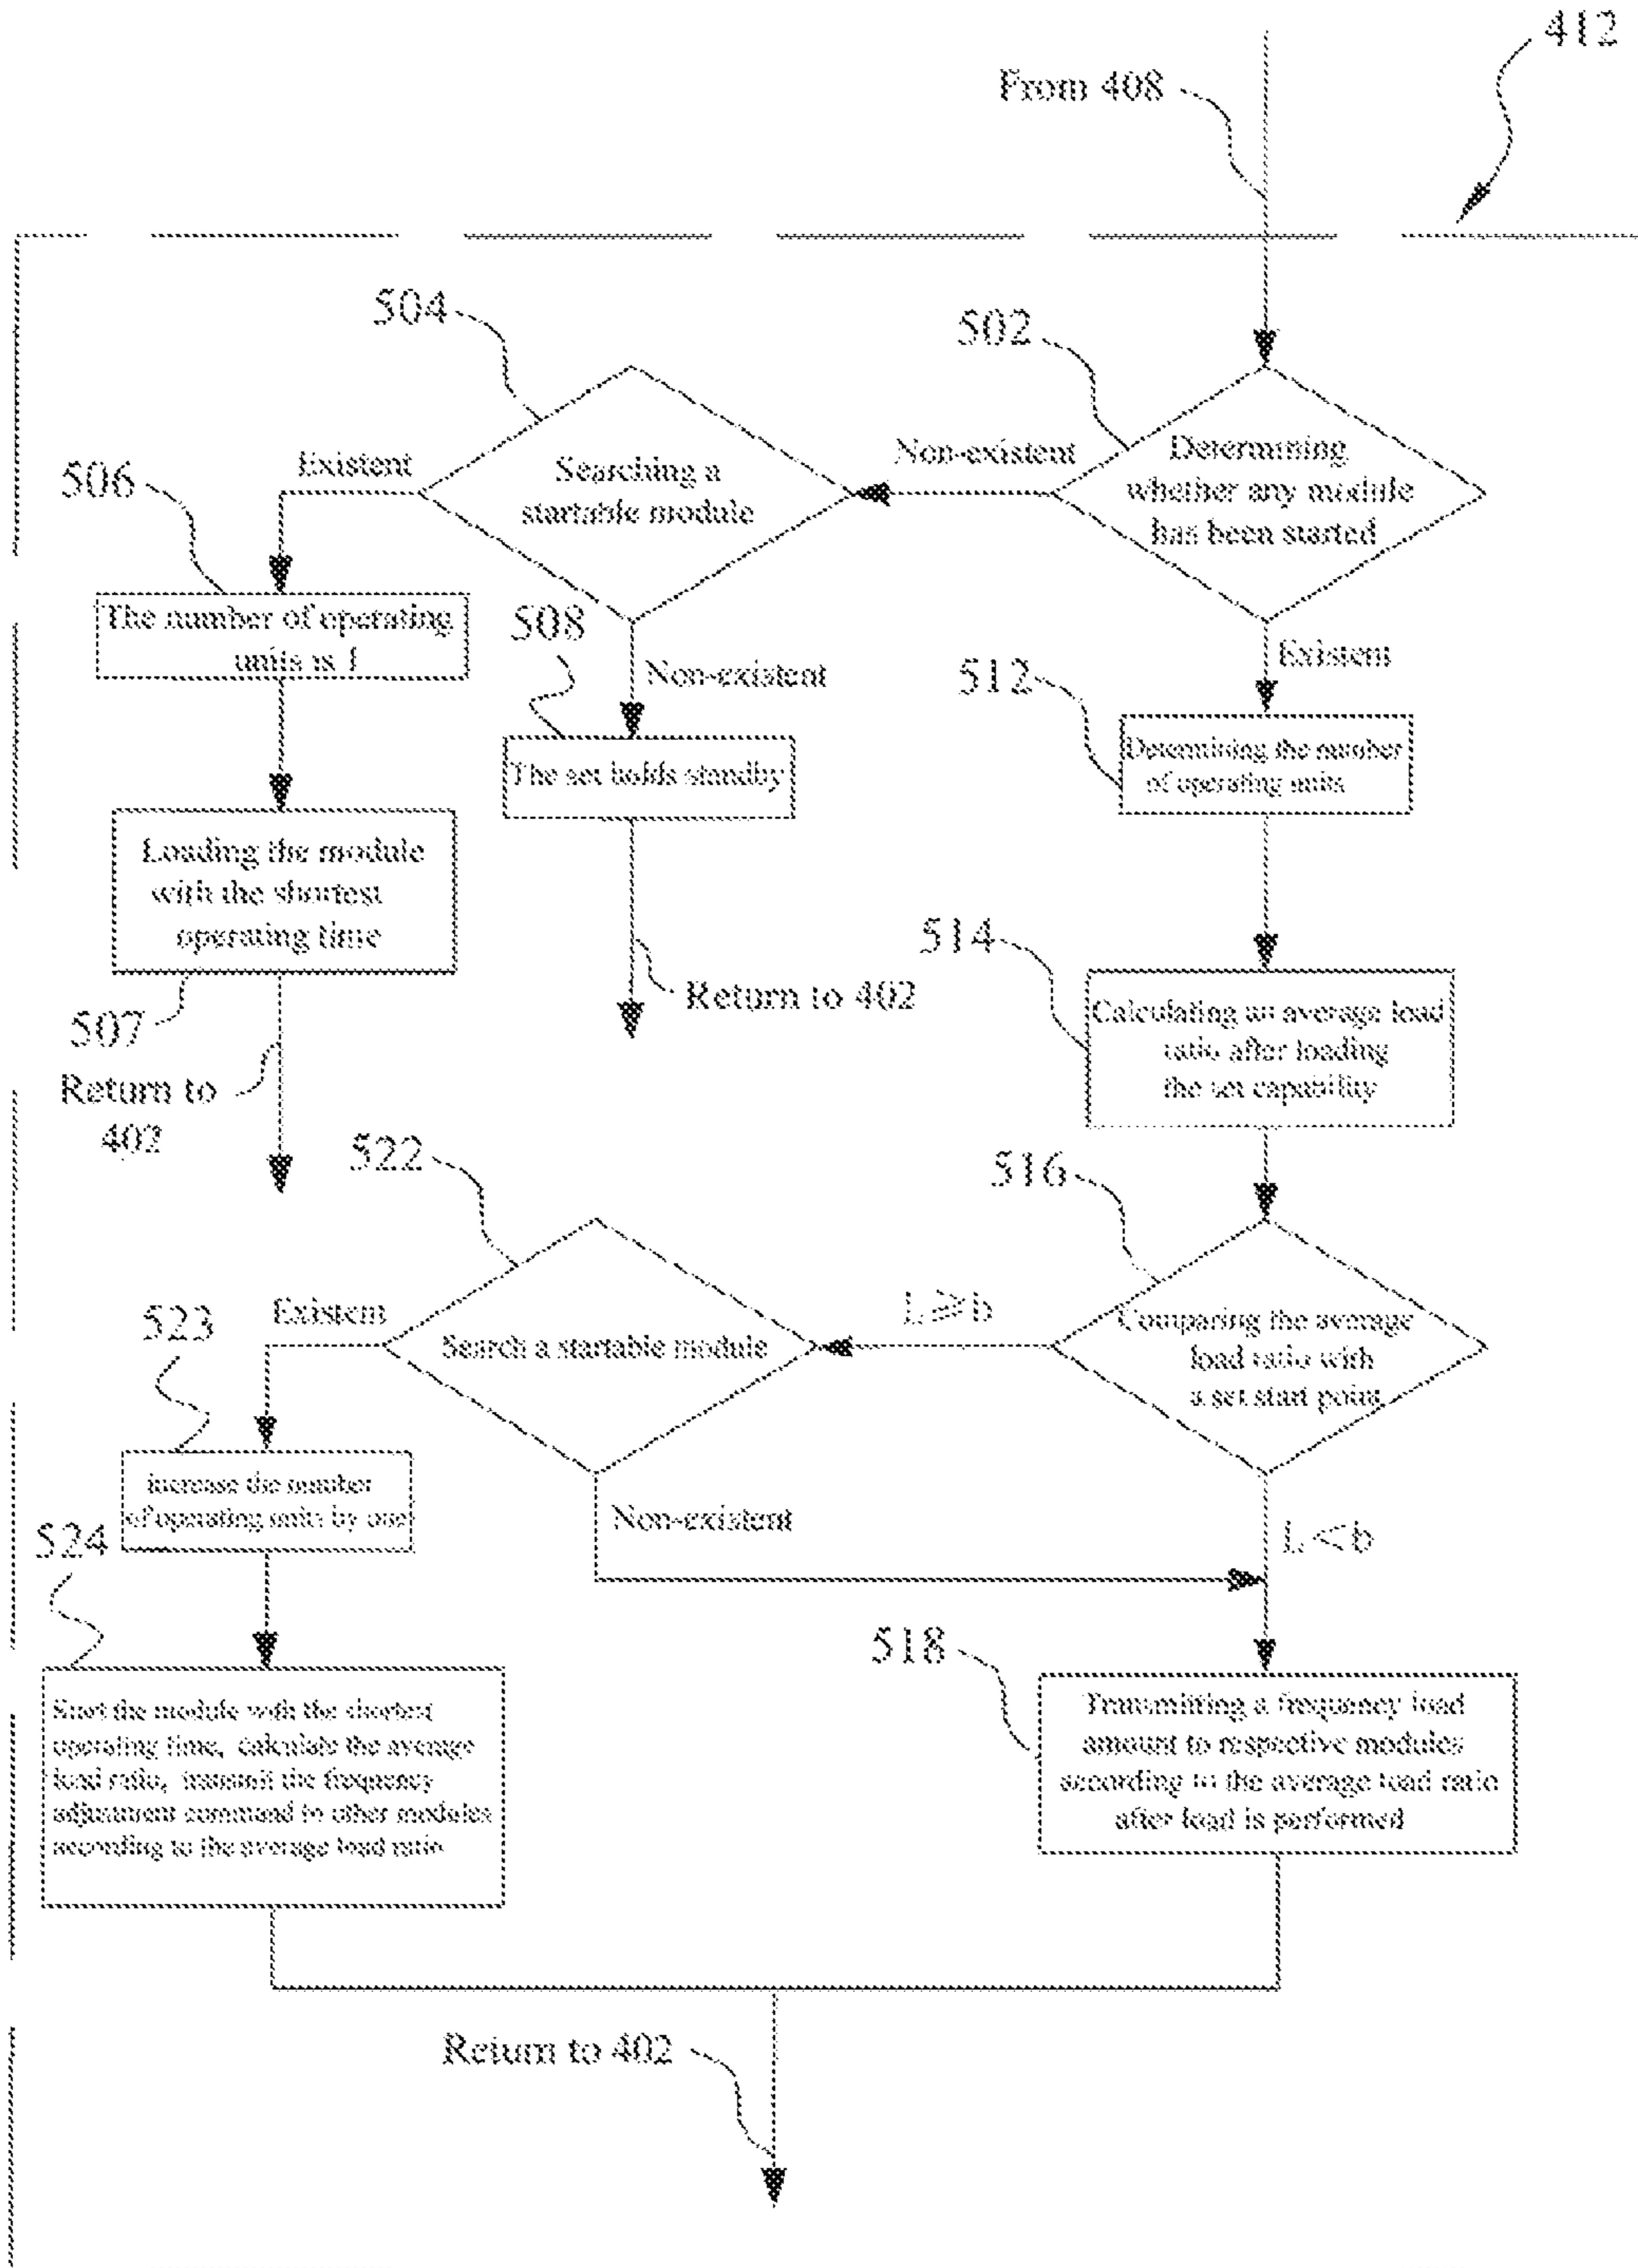 412
From 408
504
502
Determining
whether any module
has been started
Non-existent
Searching a
startable module
Existent
506
The number of operating
units is 1
508
Non-existent
Existent
512
Determining the number
of operating units
The set holds standby
Loading the module
with the shortest
operating time
507
Return to
402
Return to 402
514
Calculating an average load
ratio after loading
the set capability
522
516
Comparing the average
load ratio with
a set start point
L≥b
Search a startable module
Existent
523
increase the number
of operating units by one
Non-existent
L<b
524
Start the module with the shortest
operating time, calculate the average
load ratio, transmit the frequency
adjustment command to other modules
according to the average load ratio
518
Transmitting a frequency load
amount to respective modules
according to the average load ratio
after load is performed
Return to 402